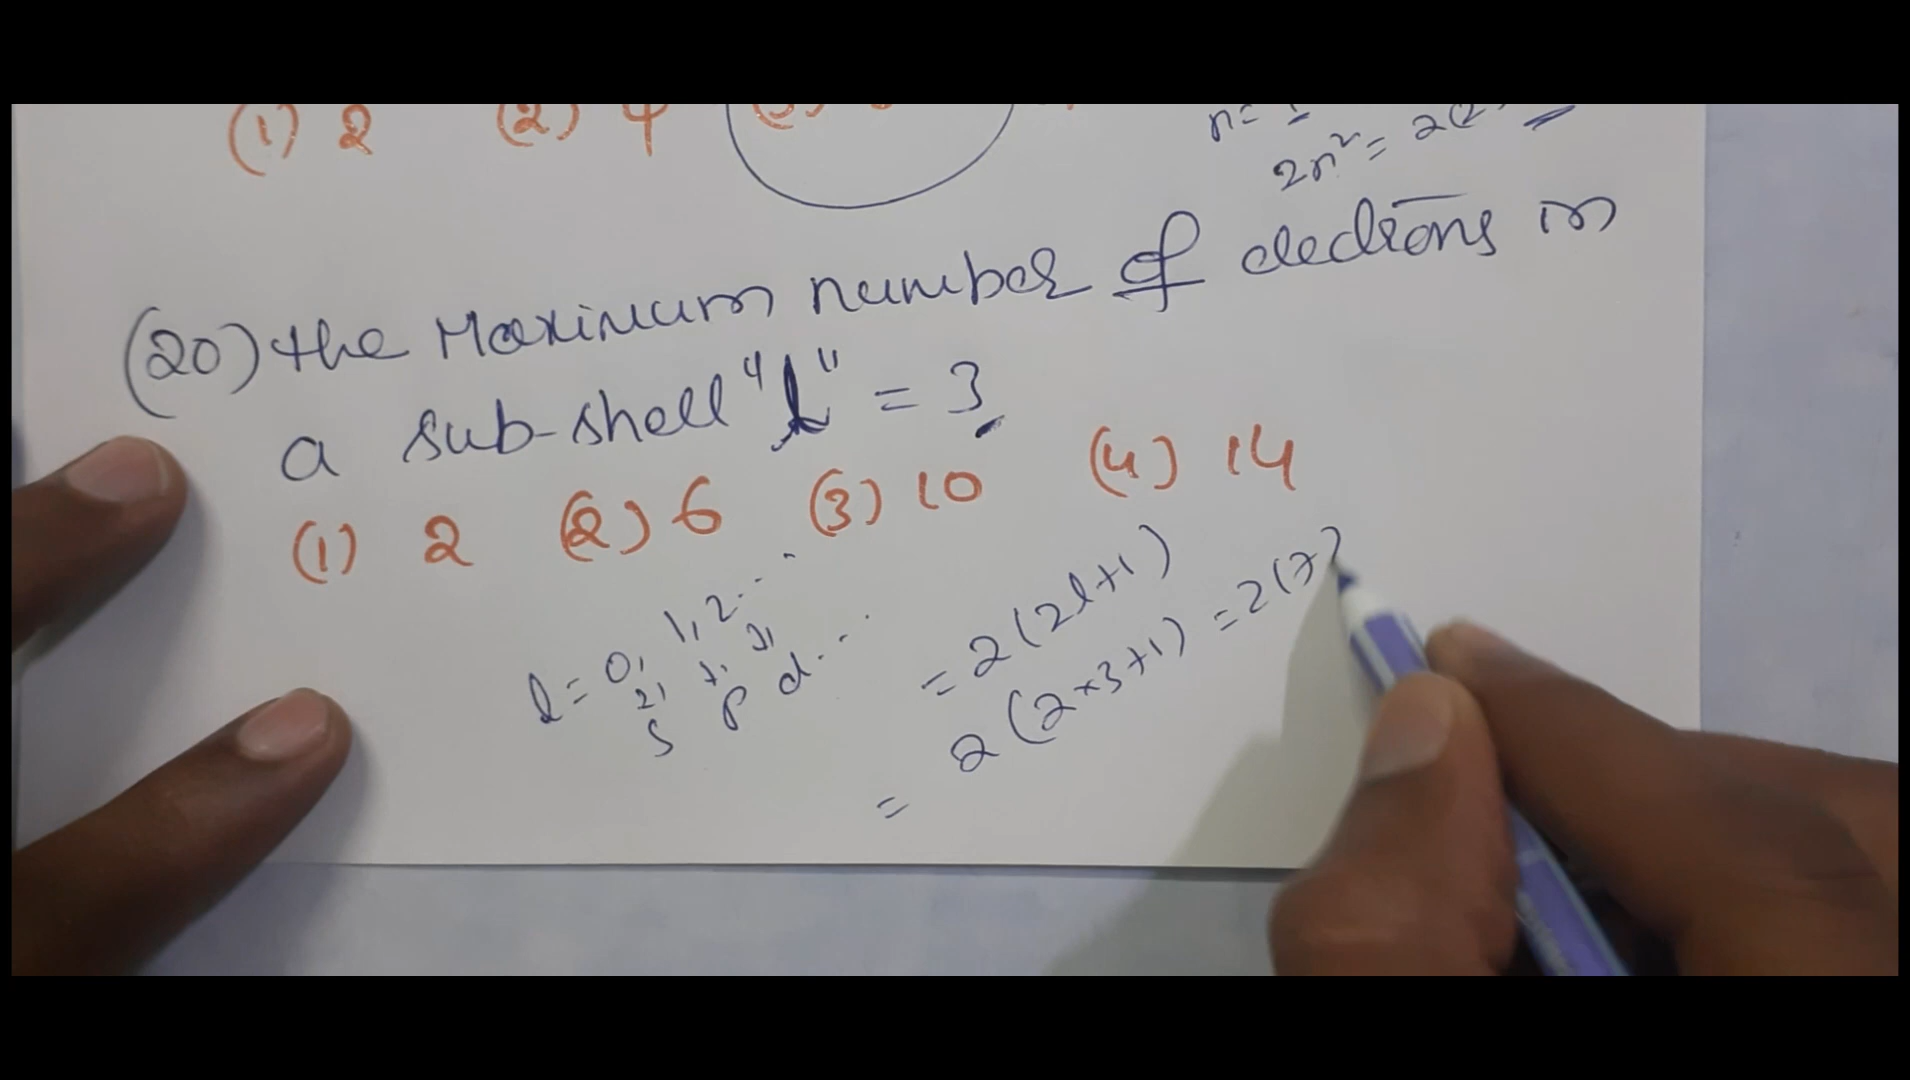 (1) 2 (2) 4
n=
2n²= 2(2
(20) the Maximum number of electrons in
a sub-shell "l" = 3
(1) 2 (2) 6 (3) 10 (4) 14
l= 0, 1, 2...
s p d...
= 2(2l+1)
= 2(2×3+1) = 2(7)